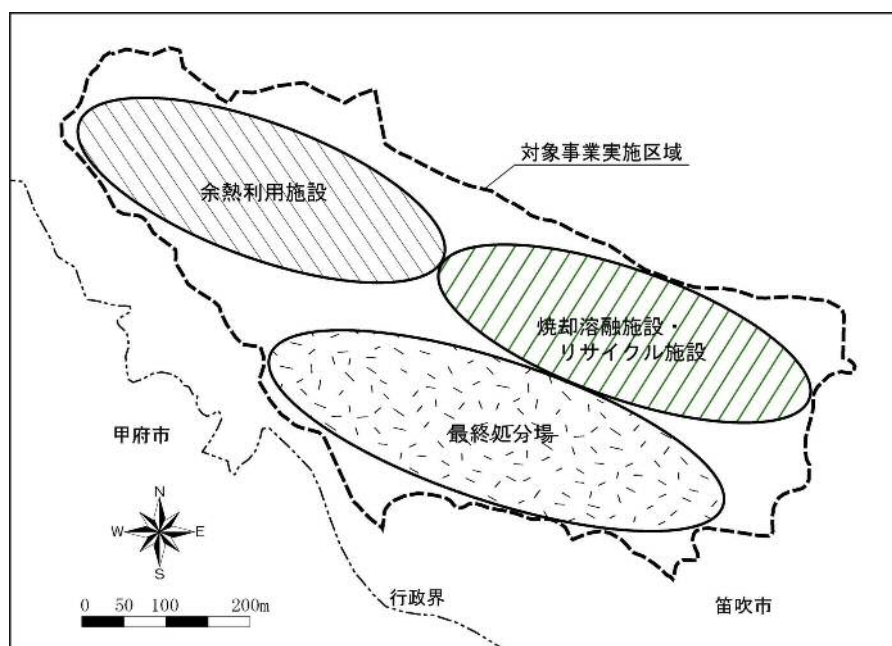 対象事業実施区域
余熱利用施設
焼却溶融施設・
リサイクル施設
最終処分場
甲府市
N
W
E
S
0 50 100 200m
行政界
笛吹市